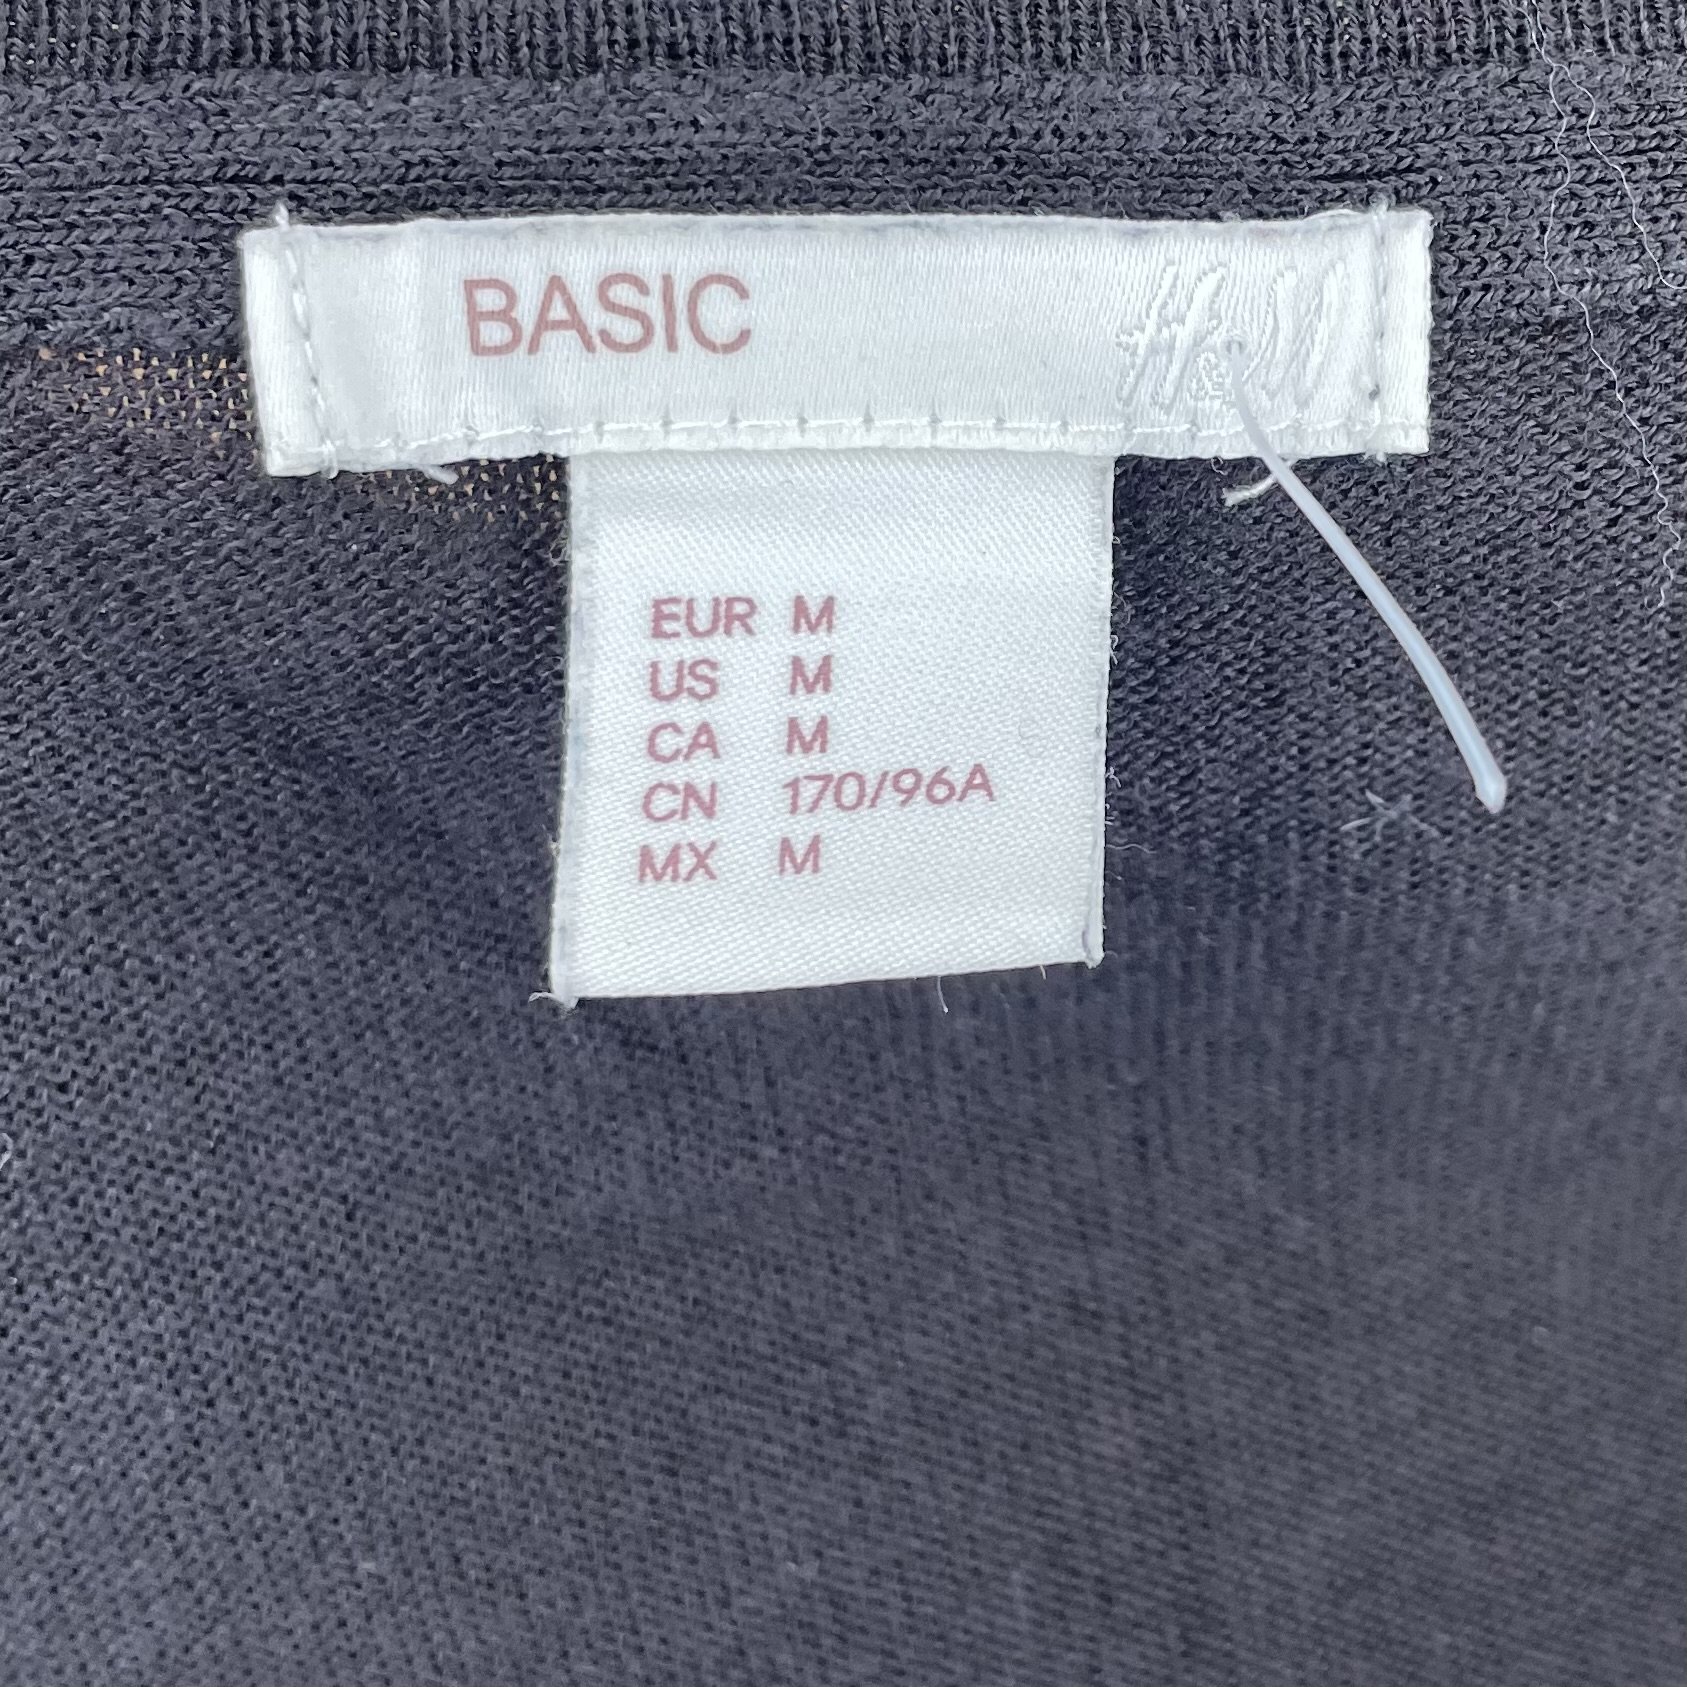 BASIC H&M
EUR M
US M
CA M
CN 170/96A
MX M